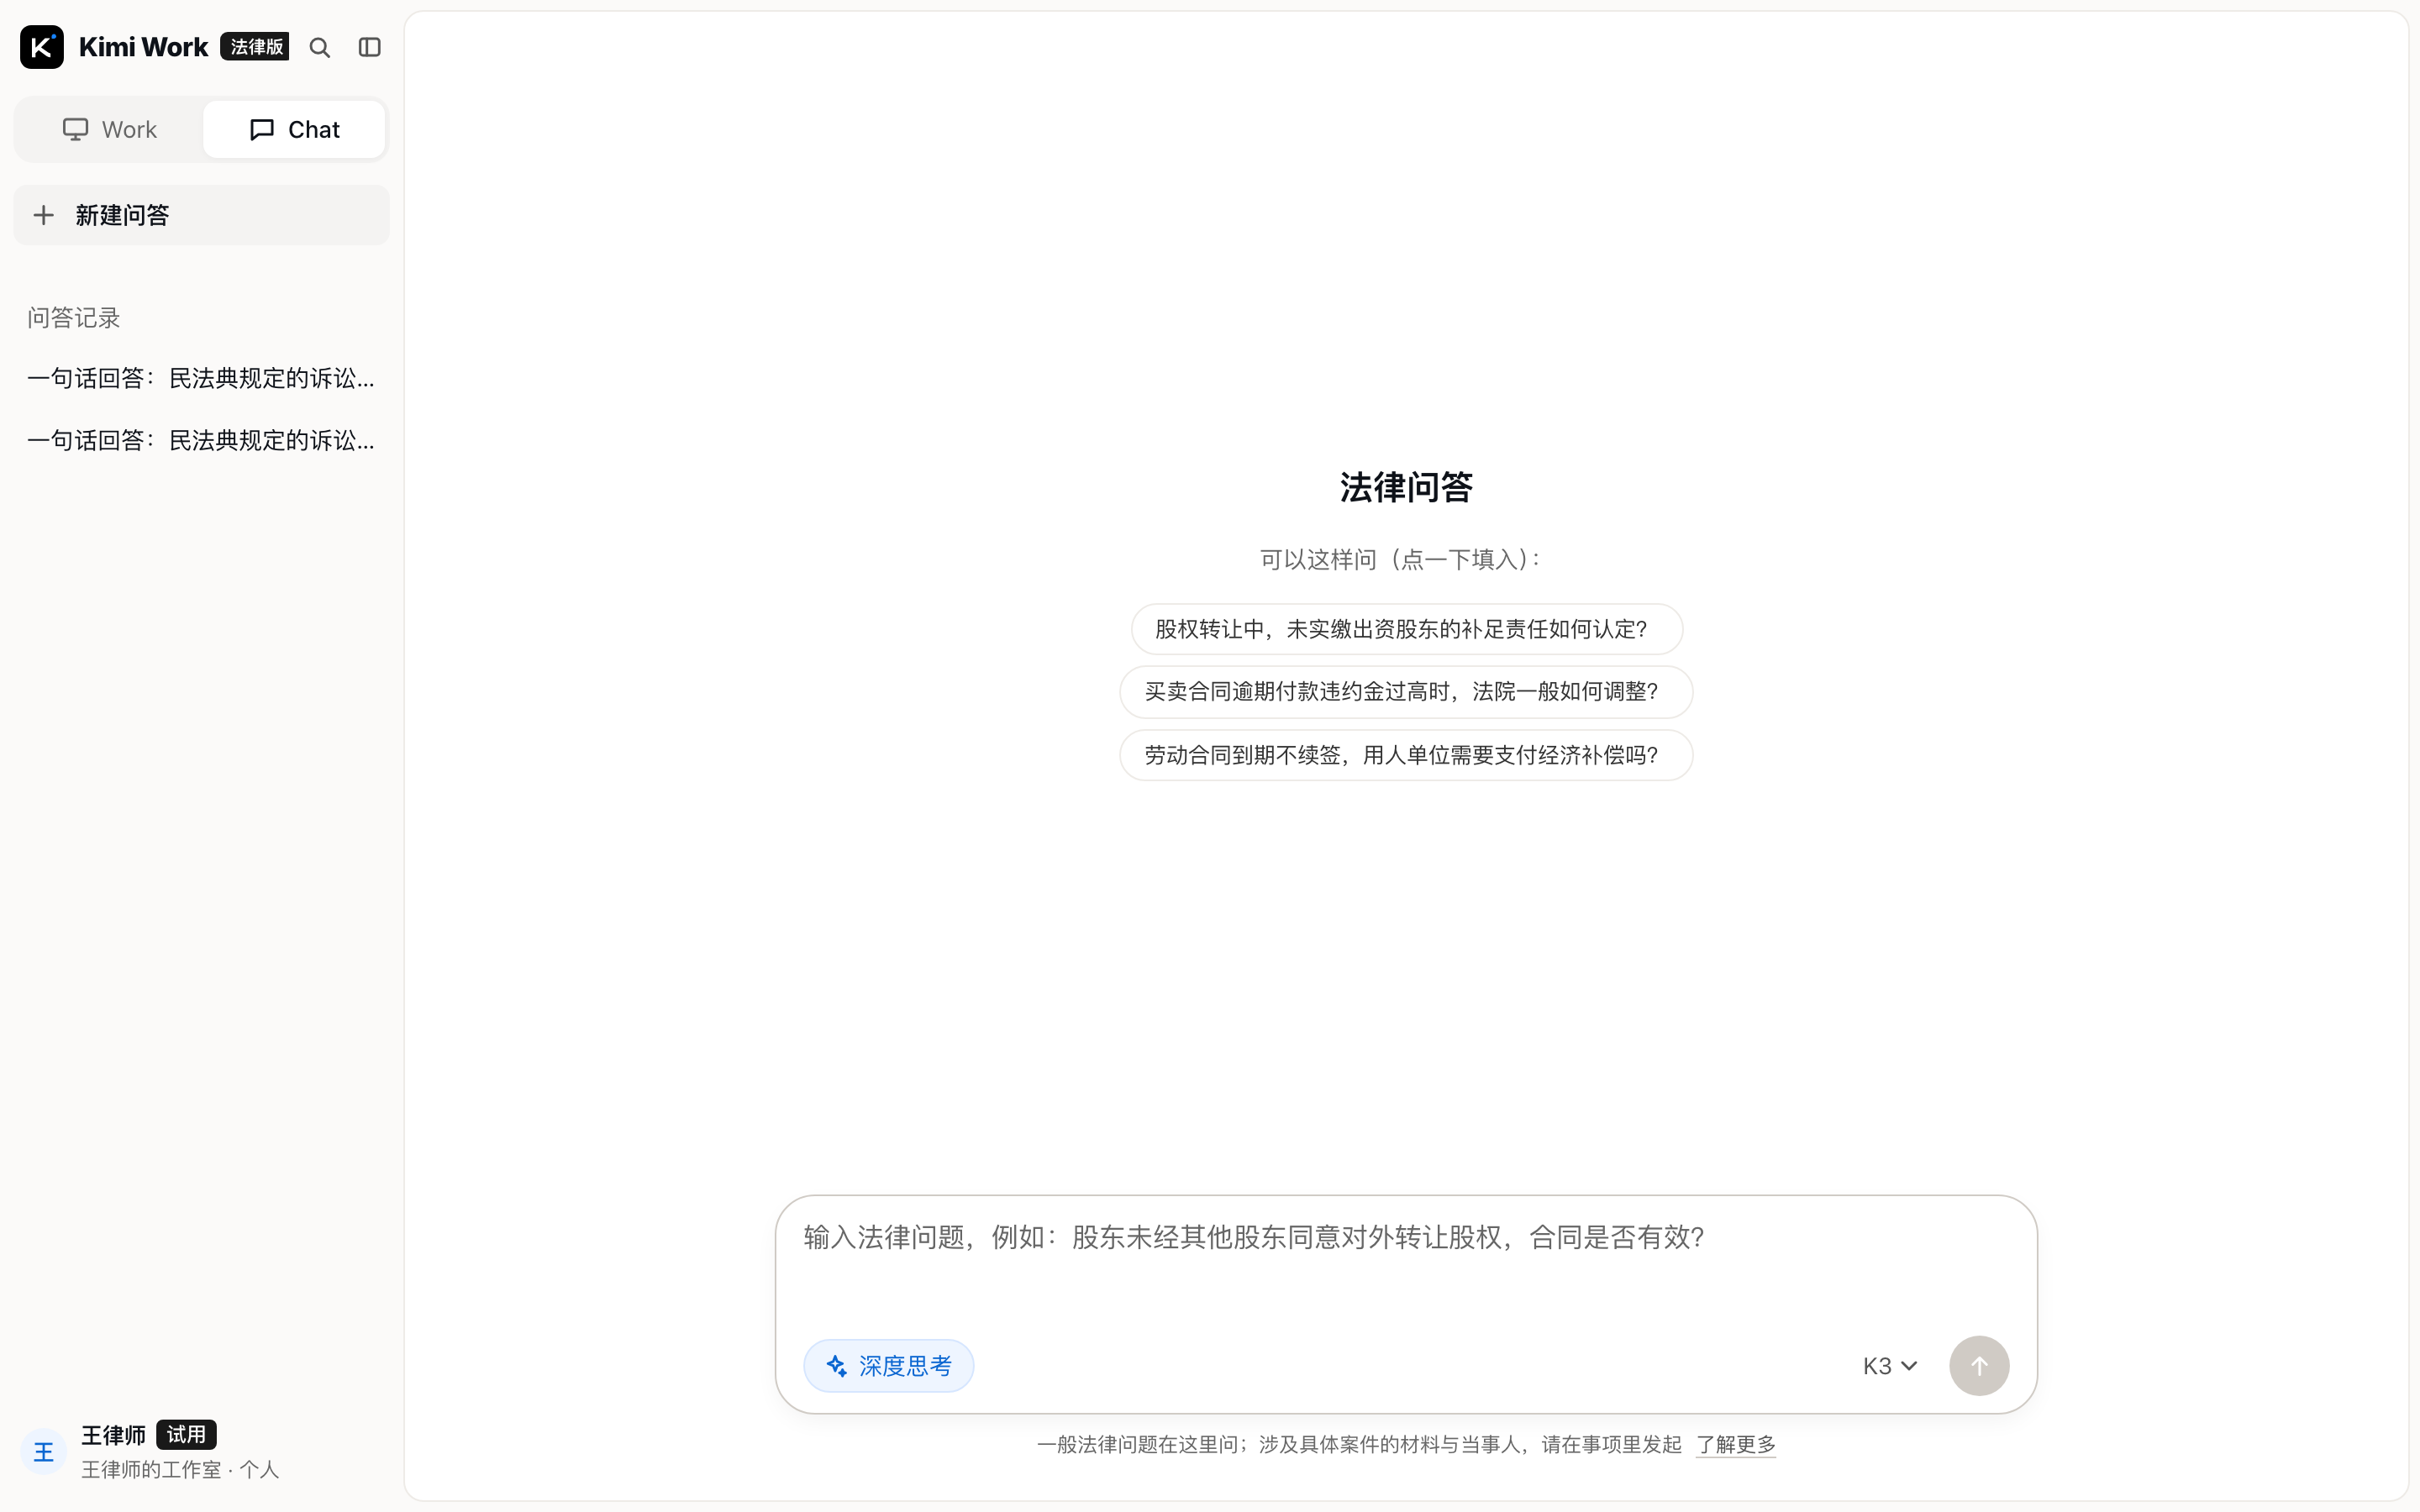 Kimi Work 法律版
Work
Chat
新建问答
问答记录
一句话回答：民法典规定的诉讼...
一句话回答：民法典规定的诉讼...
王
王律师 试用
王律师的工作室 · 个人
法律问答
可以这样问（点一下填入）：
股权转让中，未实缴出资股东的补足责任如何认定？
买卖合同逾期付款违约金过高时，法院一般如何调整？
劳动合同到期不续签，用人单位需要支付经济补偿吗？
输入法律问题，例如：股东未经其他股东同意对外转让股权，合同是否有效？
深度思考
K3
一般法律问题在这里问；涉及具体案件的材料与当事人，请在事项里发起 了解更多